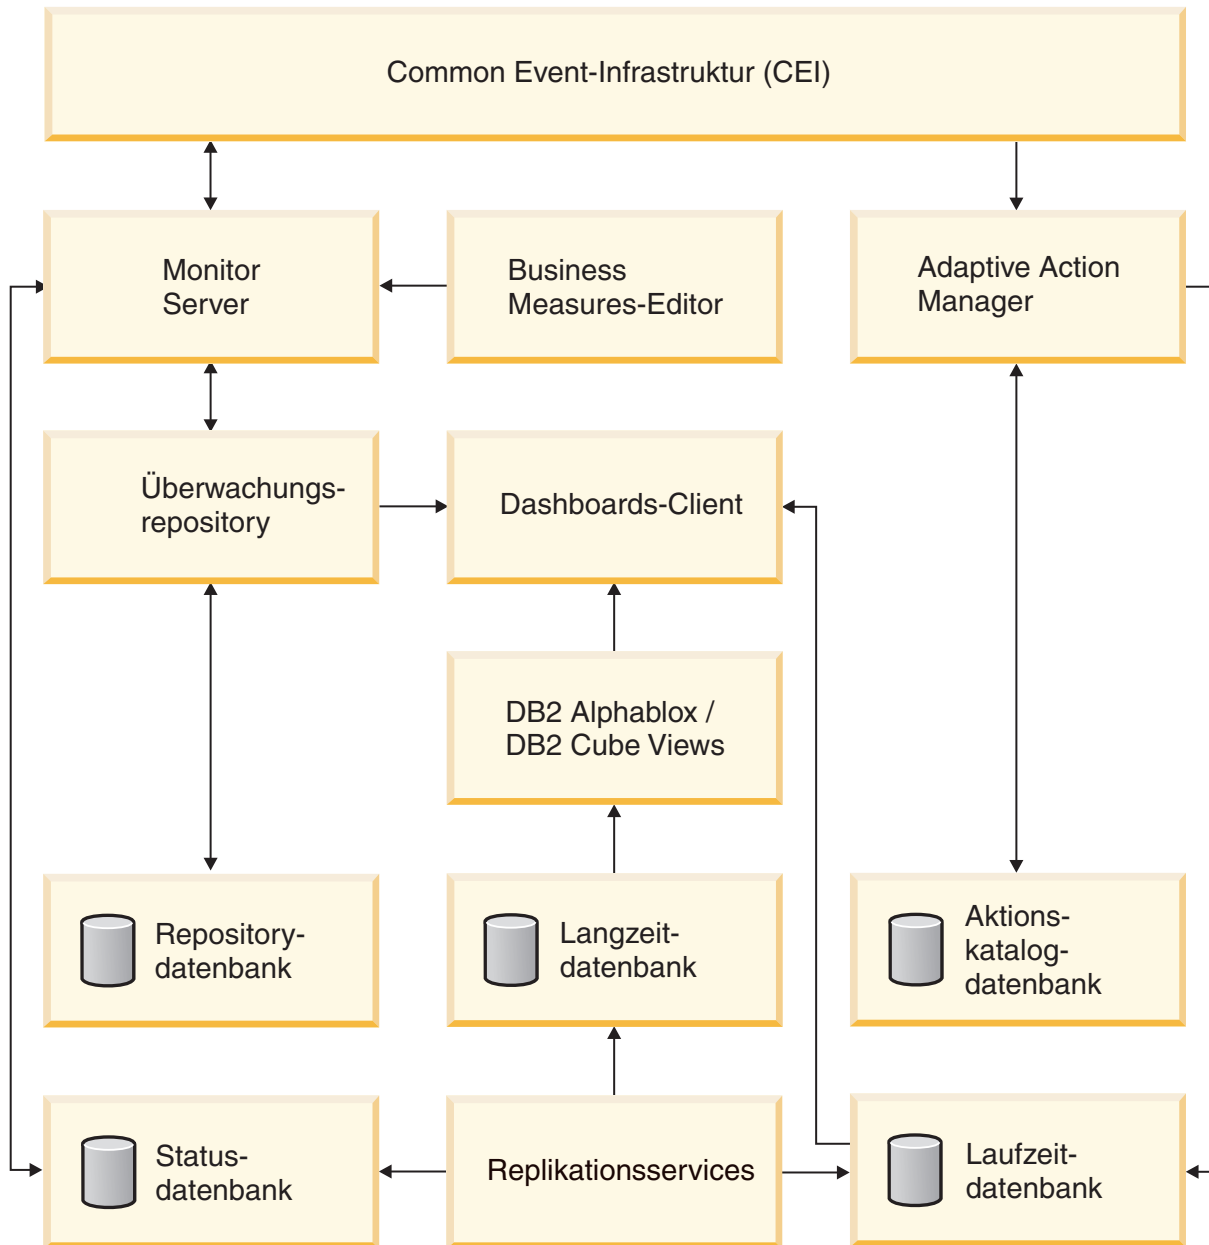 Common Event-Infrastruktur (CEI)
Monitor
Server
Business
Measures-Editor
Adaptive Action
Manager
Überwachungs-
repository
Dashboards-Client
DB2 Alphablox /
DB2 Cube Views
Repository-
datenbank
Langzeit-
datenbank
Aktions-
katalog-
datenbank
Status-
datenbank
Replikationsservices
Laufzeit-
datenbank